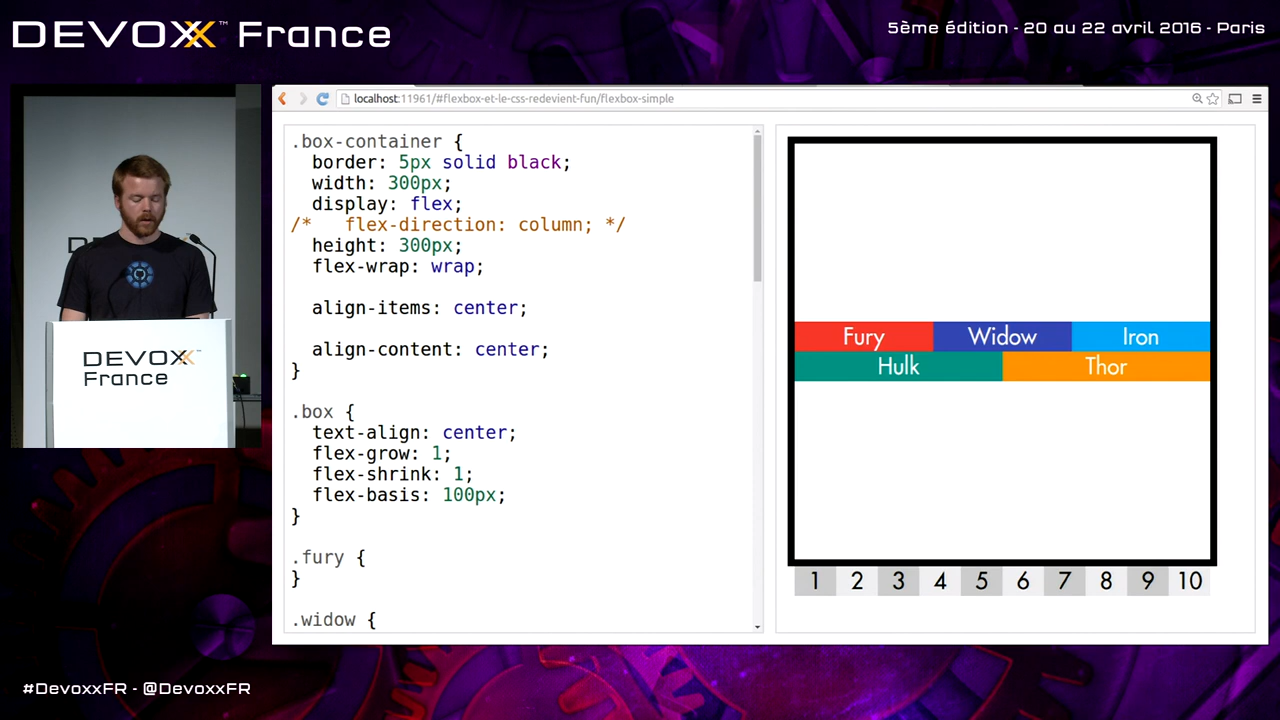 DEVOXX™ France
5ème édition - 20 au 22 avril 2016 - Paris
DEVOXX
France
localhost:11961/#flexbox-et-le-css-redevient-fun/flexbox-simple
.box-container {
border: 5px solid black;
width: 300px;
display: flex;
/* flex-direction: column; */
height: 300px;
flex-wrap: wrap;
align-items: center;
align-content: center;
}
.box {
text-align: center;
flex-grow: 1;
flex-shrink: 1;
flex-basis: 100px;
}
.fury {
}
.widow {
Fury Widow Iron
Hulk Thor
1 2 3 4 5 6 7 8 9 10
#DevoxxFR - @DevoxxFR